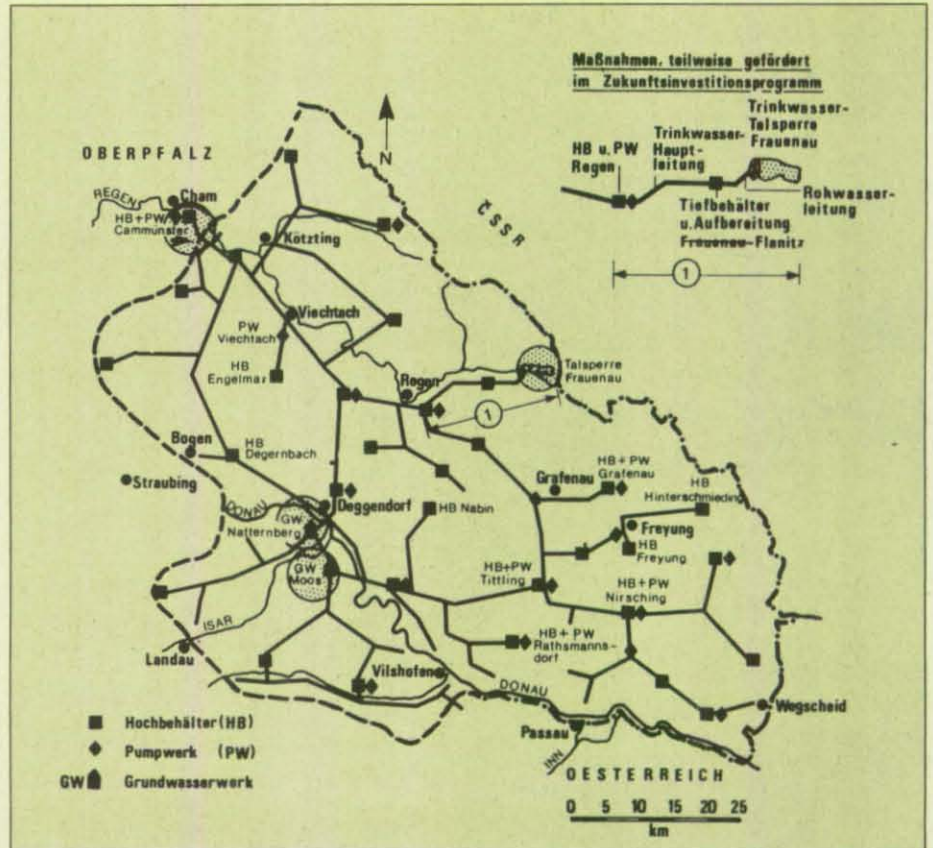 Maßnahmen, teilweise gefördert
im Zukunftsinvestitionsprogramm
Trinkwasser-
Talsperre
Frauenau
Trinkwasser-
Haupt-
leitung
HB u. PW
Regen
Rohwasser-
leitung
Tiefbehälter
u. Aufbereitung
Frauenau-Flanitz
1
N
OBERPFALZ
ČSSR
REGEN
Cham
HB+PW
Cammünster
Kötzting
Viechtach
PW
Viechtach
HB
Engelmar
Regen
Talsperre
Frauenau
1
Bogen
HB
Degernbach
Straubing
DONAU
Deggendorf
GW
Natternberg
GW
Moos
HB Nabin
Grafenau
HB+PW
Grafenau
HB
Hinterschmieding
Freyung
HB
Freyung
HB+PW
Tittling
HB+PW
Nirsching
HB+PW
Rathsmanns-
dorf
ISAR
Landau
Vilshofen
DONAU
Passau
INN
Wegscheid
OESTERREICH
Hochbehälter (HB)
Pumpwerk (PW)
GW Grundwasserwerk
0 5 10 15 20 25
km